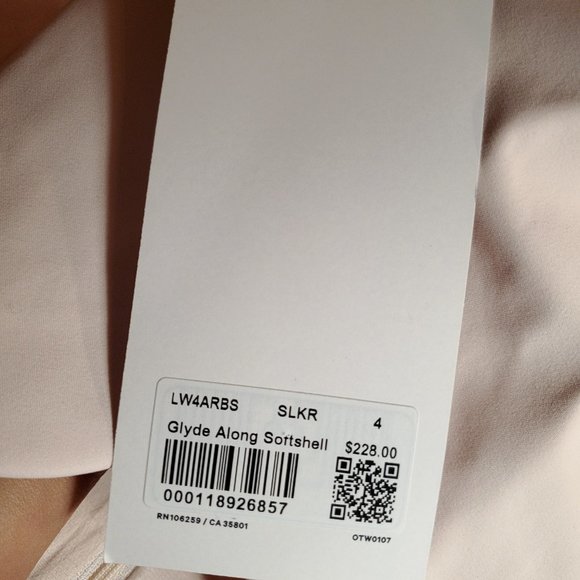 LW4ARBS SLKR 4
Glyde Along Softshell $228.00
000118926857
RN106259 / CA 35801
OTW0107